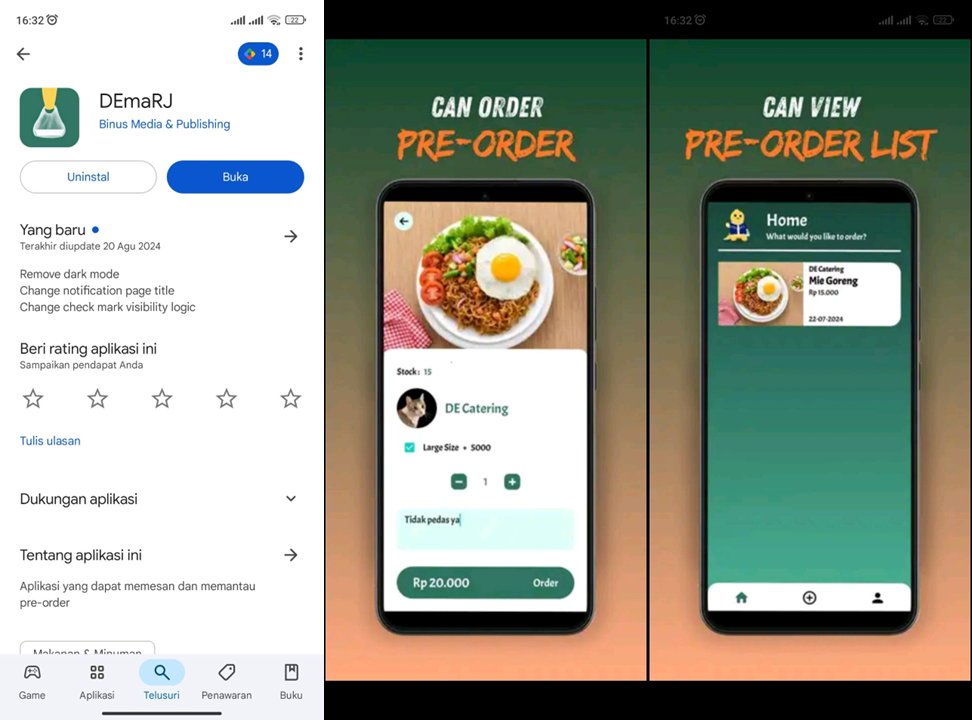 16:32
22
14
DEmaRJ
Binus Media & Publishing
Uninstal
Buka
Yang baru
Terakhir diupdate 20 Agu 2024
Remove dark mode
Change notification page title
Change check mark visibility logic
Beri rating aplikasi ini
Sampaikan pendapat Anda
Tulis ulasan
Dukungan aplikasi
Tentang aplikasi ini
Aplikasi yang dapat memesan dan memantau
pre-order
Makanan & Minuman
Game
Aplikasi
Telusuri
Penawaran
Buku
CAN ORDER
PRE-ORDER
Stock: 15
DE Catering
Large Size + 5000
1
Tidak pedas ya
Rp 20.000
Order
16:32
22
CAN VIEW
PRE-ORDER LIST
Home
What would you like to order?
DE Catering
Mie Goreng
Rp 15.000
22-07-2024